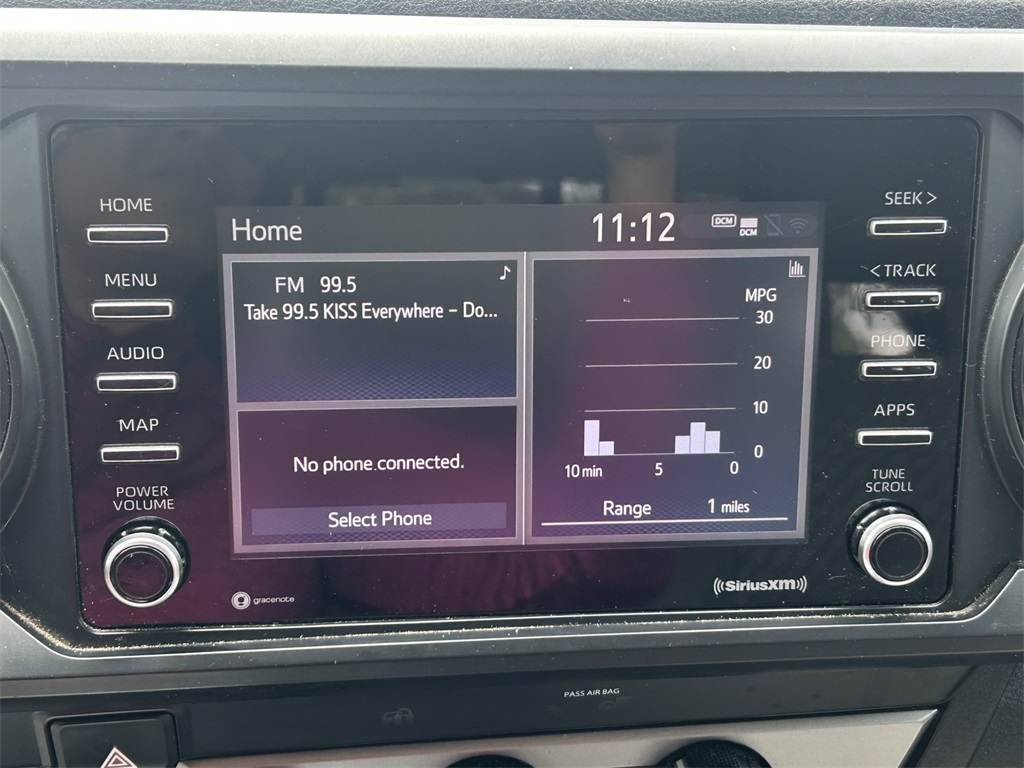 HOME
MENU
AUDIO
MAP
POWER
VOLUME
Home
11:12
DCM
DCM
FM 99.5
Take 99.5 KISS Everywhere – Do...
No phone connected.
Select Phone
MPG
30
20
10
0
10 min 5 0
Range 1 miles
SEEK >
< TRACK
PHONE
APPS
TUNE
SCROLL
gracenote
((SiriusXM))
PASS AIR BAG